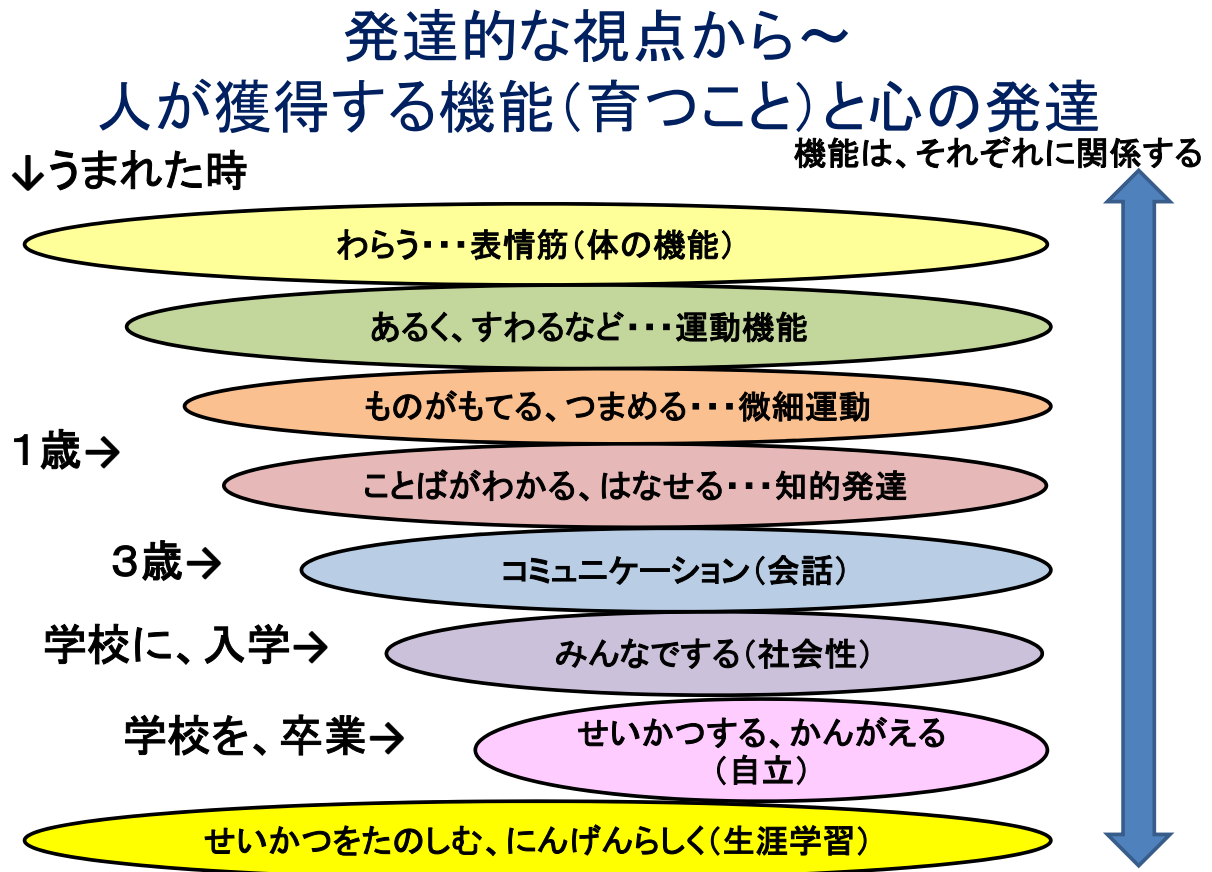 発達的な視点から～
人が獲得する機能（育つこと）と心の発達
↓うまれた時
機能は、それぞれに関係する
わらう・・・表情筋（体の機能）
あるく、すわるなど・・・運動機能
ものがもてる、つまめる・・・微細運動
１歳→
ことばがわかる、はなせる・・・知的発達
３歳→
コミュニケーション（会話）
学校に、入学→
みんなでする（社会性）
学校を、卒業→
せいかつする、かんがえる
（自立）
せいかつをたのしむ、にんげんらしく（生涯学習）